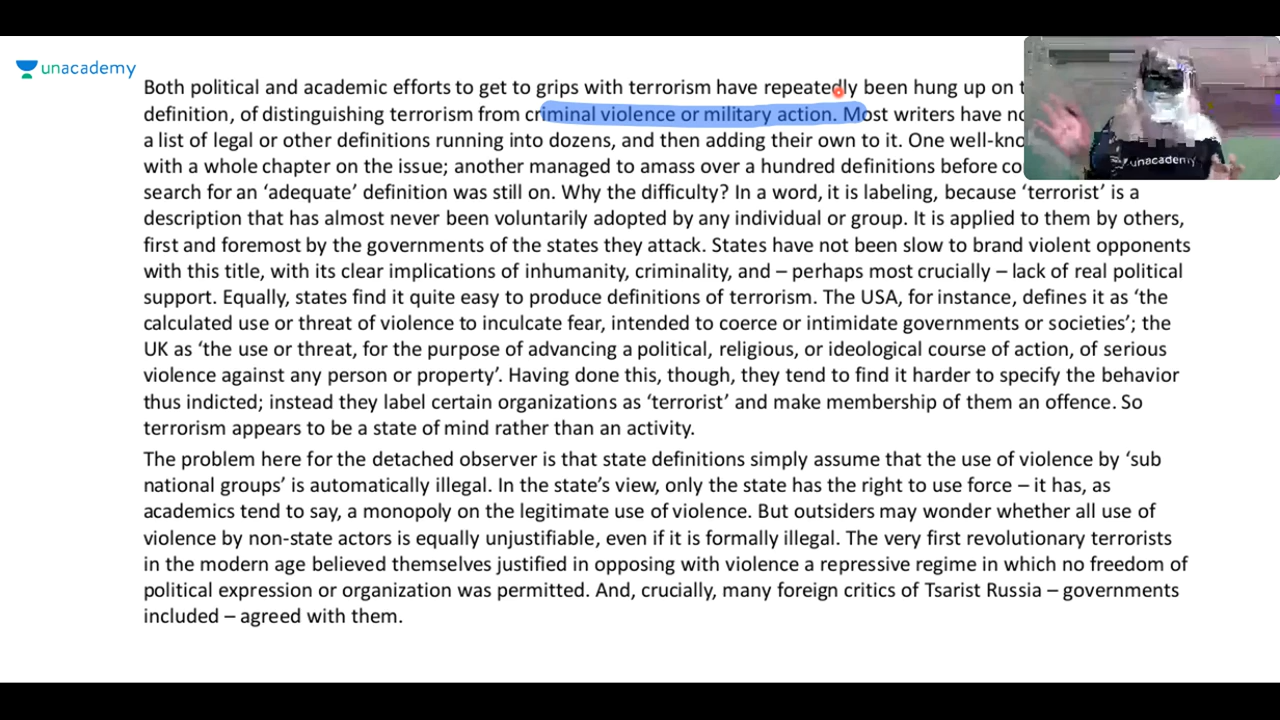 unacademy
Both political and academic efforts to get to grips with terrorism have repeatedly been hung up on
definition, of distinguishing terrorism from criminal violence or military action. Most writers have
a list of legal or other definitions running into dozens, and then adding their own to it. One
with a whole chapter on the issue; another managed to amass over a hundred definitions before
search for an ‘adequate’ definition was still on. Why the difficulty? In a word, it is labeling, because ‘terrorist’ is a
description that has almost never been voluntarily adopted by any individual or group. It is applied to them by others,
first and foremost by the governments of the states they attack. States have not been slow to brand violent opponents
with this title, with its clear implications of inhumanity, criminality, and – perhaps most crucially – lack of real political
support. Equally, states find it quite easy to produce definitions of terrorism. The USA, for instance, defines it as ‘the
calculated use or threat of violence to inculcate fear, intended to coerce or intimidate governments or societies’; the
UK as ‘the use or threat, for the purpose of advancing a political, religious, or ideological course of action, of serious
violence against any person or property’. Having done this, though, they tend to find it harder to specify the behavior
thus indicted; instead they label certain organizations as ‘terrorist’ and make membership of them an offence. So
terrorism appears to be a state of mind rather than an activity.
The problem here for the detached observer is that state definitions simply assume that the use of violence by ‘sub
national groups’ is automatically illegal. In the state’s view, only the state has the right to use force – it has, as
academics tend to say, a monopoly on the legitimate use of violence. But outsiders may wonder whether all use of
violence by non-state actors is equally unjustifiable, even if it is formally illegal. The very first revolutionary terrorists
in the modern age believed themselves justified in opposing with violence a repressive regime in which no freedom of
political expression or organization was permitted. And, crucially, many foreign critics of Tsarist Russia – governments
included – agreed with them.
unacademy